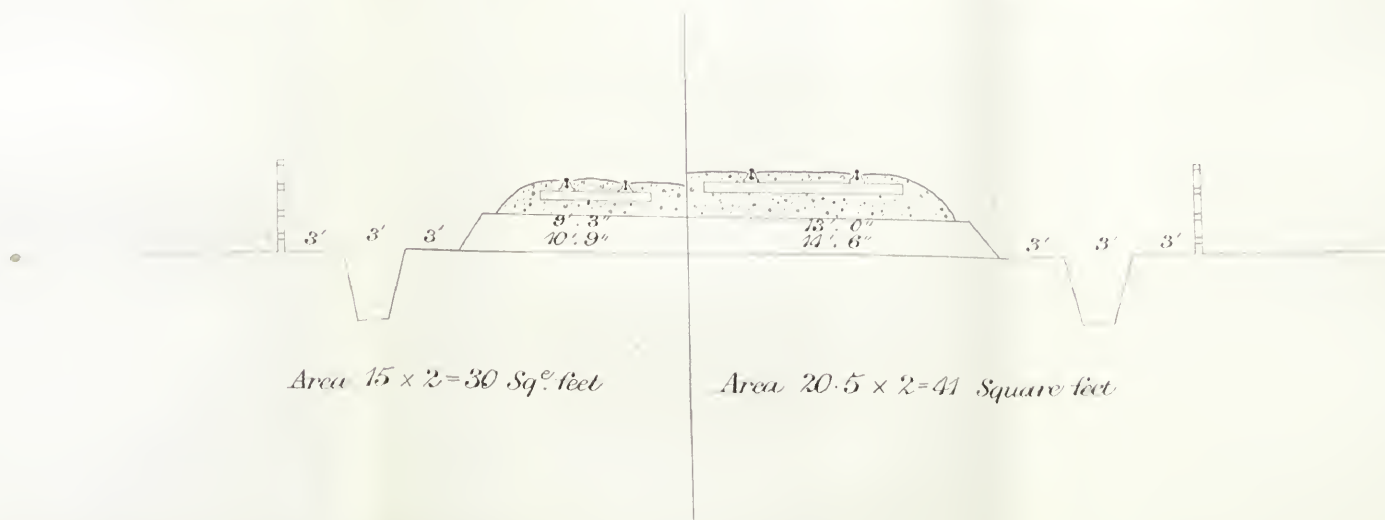 9'. 3"
10'. 9"
13'. 0"
14'. 6"
3' 3' 3'
3' 3' 3'
Area 15 × 2 = 30 Sqᵉ. feet
Area 20·5 × 2 = 41 Square feet